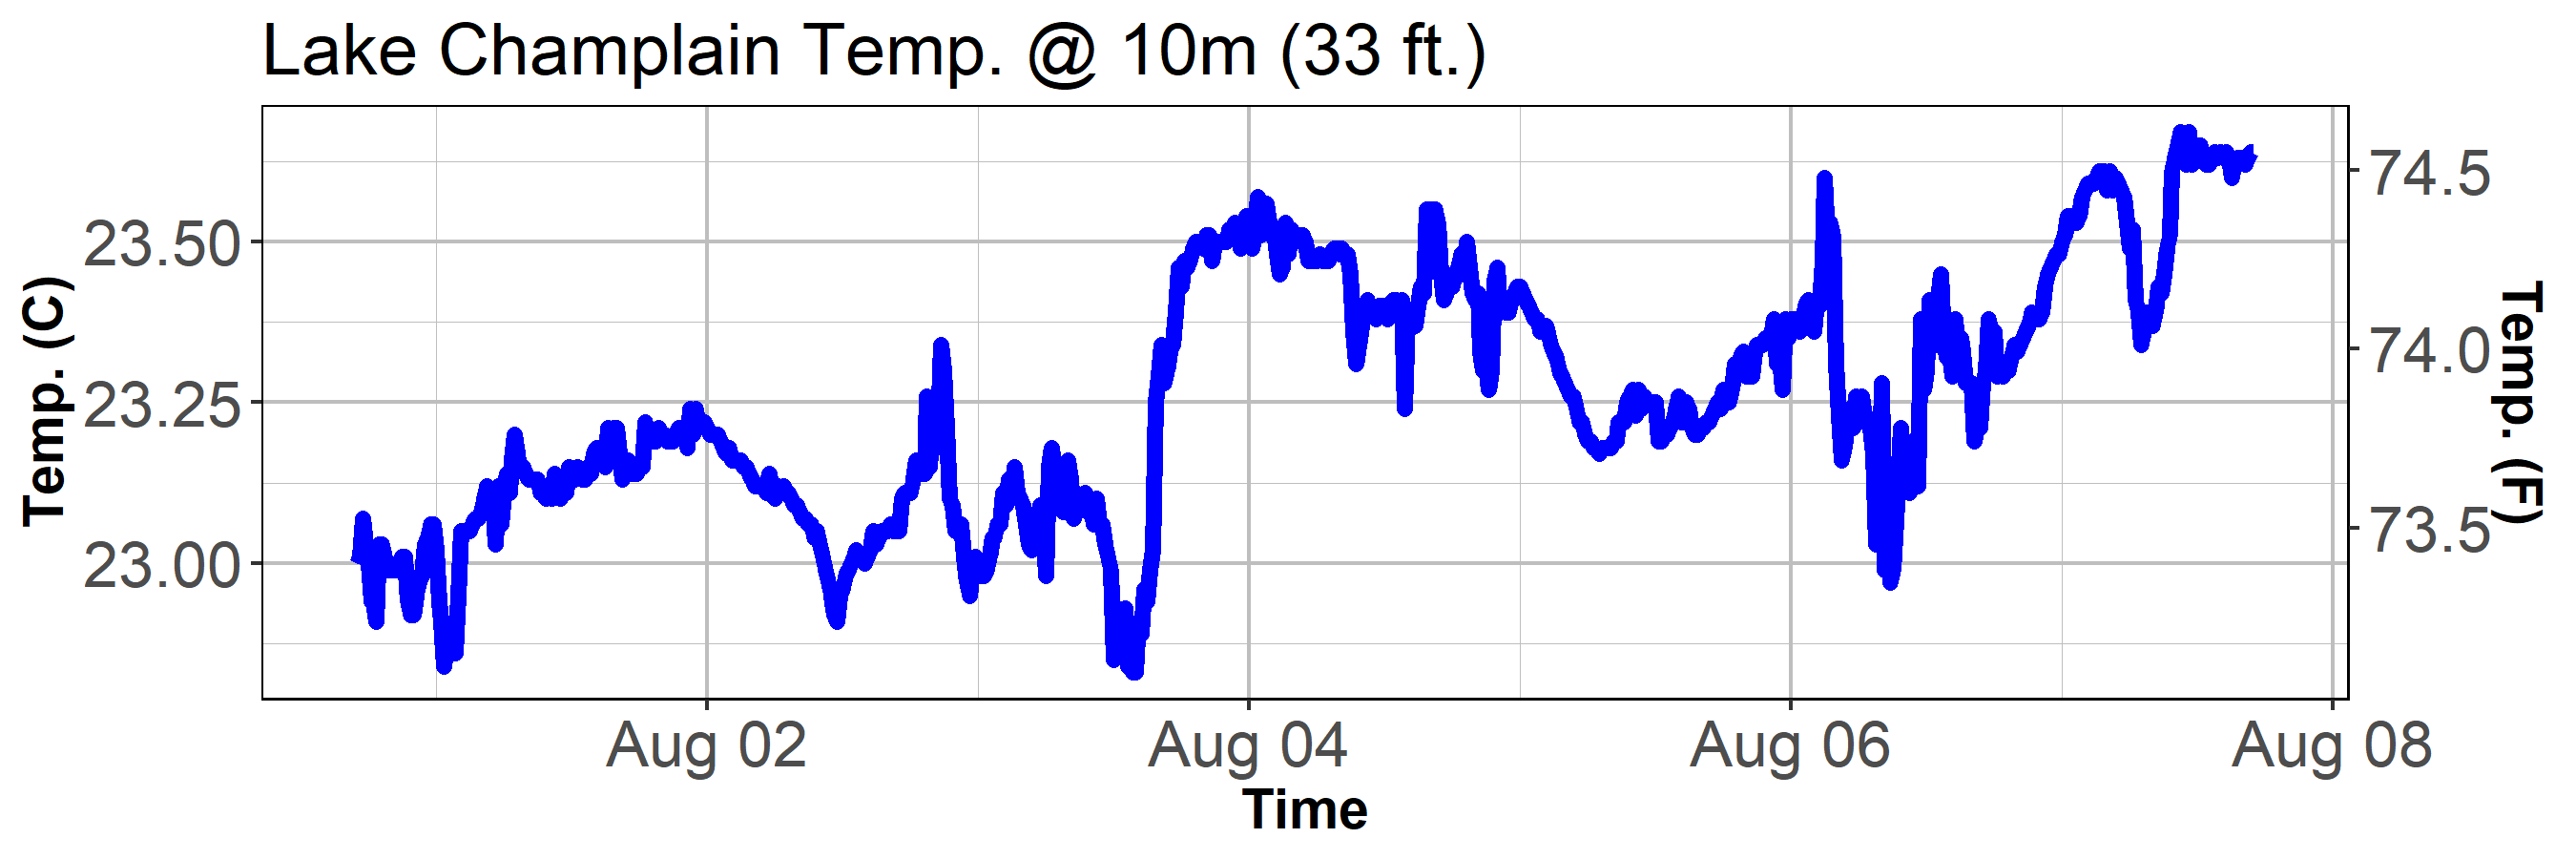 Lake Champlain Temp. @ 10m (33 ft.)
Temp. (C)
23.50
23.25
23.00
74.5
74.0
73.5
Temp. (F)
Aug 02
Aug 04
Aug 06
Aug 08
Time